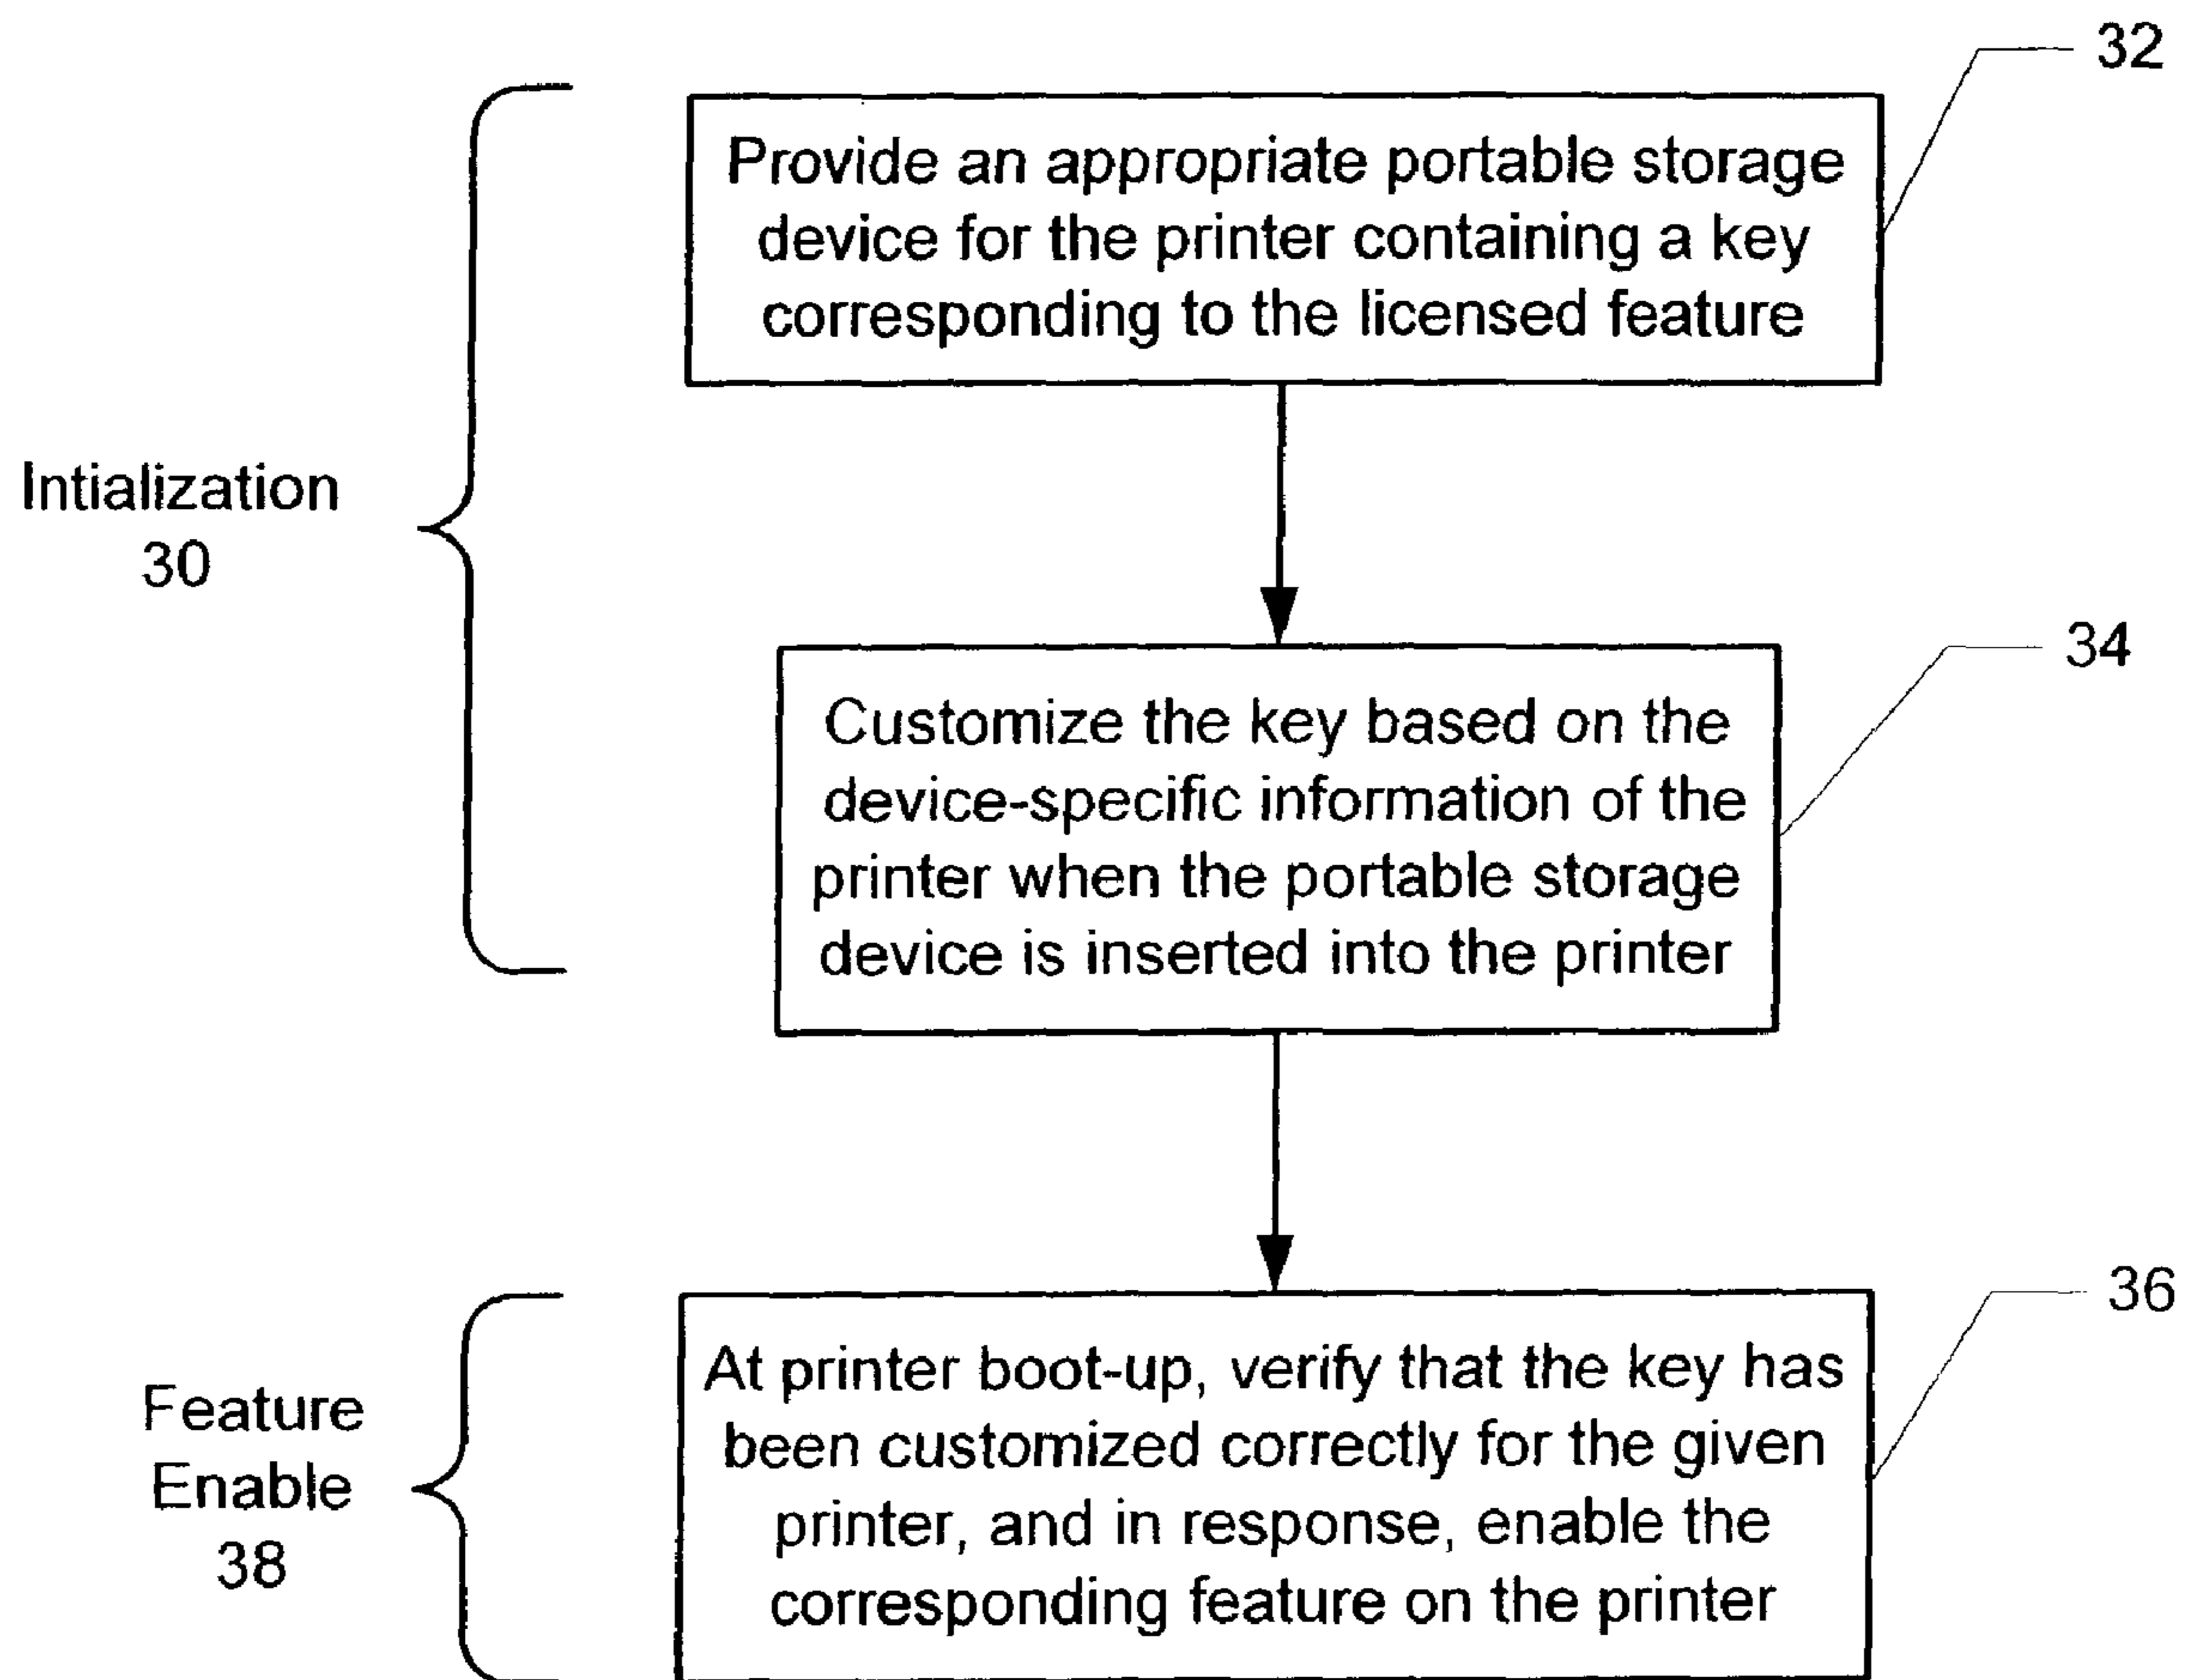 32
Provide an appropriate portable storage
device for the printer containing a key
corresponding to the licensed feature
Intialization
30
34
Customize the key based on the
device-specific information of the
printer when the portable storage
device is inserted into the printer
36
At printer boot-up, verify that the key has
been customized correctly for the given
printer, and in response, enable the
corresponding feature on the printer
Feature
Enable
38